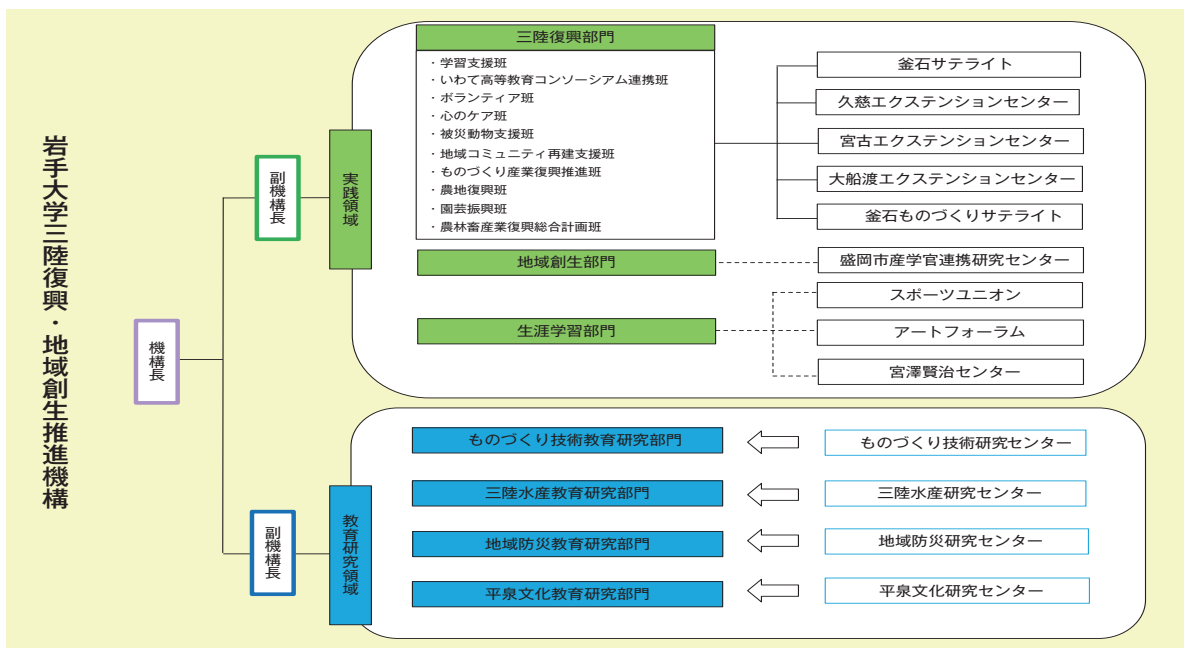 岩手大学三陸復興・地域創生推進機構
機構長
副機構長
実践領域
三陸復興部門
・学習支援班
・いわて高等教育コンソーシアム連携班
・ボランティア班
・心のケア班
・被災動物支援班
・地域コミュニティ再建支援班
・ものづくり産業復興推進班
・農地復興班
・園芸振興班
・農林畜産業復興総合計画班
釜石サテライト
久慈エクステンションセンター
宮古エクステンションセンター
大船渡エクステンションセンター
釜石ものづくりサテライト
地域創生部門
盛岡市産学官連携研究センター
生涯学習部門
スポーツユニオン
アートフォーラム
宮澤賢治センター
副機構長
教育研究領域
ものづくり技術教育研究部門
ものづくり技術研究センター
三陸水産教育研究部門
三陸水産研究センター
地域防災教育研究部門
地域防災研究センター
平泉文化教育研究部門
平泉文化研究センター